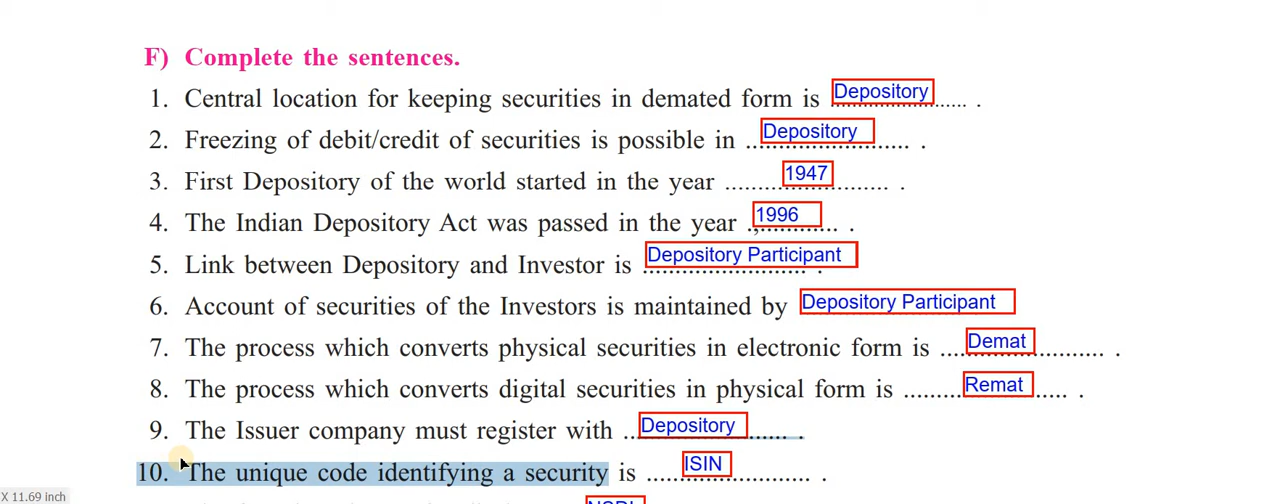 F) Complete the sentences.
1. Central location for keeping securities in demated form is Depository .
2. Freezing of debit/credit of securities is possible in Depository .
3. First Depository of the world started in the year 1947 .
4. The Indian Depository Act was passed in the year 1996 .
5. Link between Depository and Investor is Depository Participant .
6. Account of securities of the Investors is maintained by Depository Participant
7. The process which converts physical securities in electronic form is Demat .
8. The process which converts digital securities in physical form is Remat .
9. The Issuer company must register with Depository .
10. The unique code identifying a security is ISIN .
X 11.69 inch